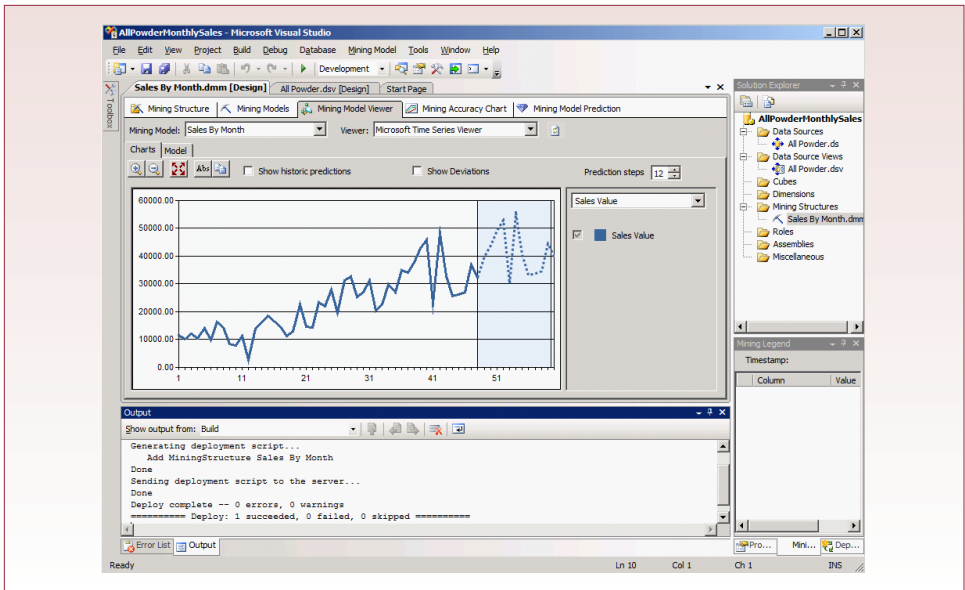 AllPowderMonthlySales - Microsoft Visual Studio
File Edit View Project Build Debug Database Mining Model Tools Window Help
Development
Toolbox
Sales By Month.dmm [Design] All Powder.dsv [Design] Start Page
Mining Structure Mining Models Mining Model Viewer Mining Accuracy Chart Mining Model Prediction
Mining Model: Sales By Month Viewer: Microsoft Time Series Viewer
Charts Model
Abs Show historic predictions Show Deviations Prediction steps 12
60000.00
50000.00
40000.00
30000.00
20000.00
10000.00
0.00
1 11 21 31 41 51
Sales Value
Sales Value
Output
Show output from: Build
Generating deployment script...
Add MiningStructure Sales By Month
Done
Sending deployment script to the server...
Done
Deploy complete -- 0 errors, 0 warnings
========== Deploy: 1 succeeded, 0 failed, 0 skipped ==========
Error List Output
Solution Explorer
AllPowderMonthlySales
Data Sources
All Powder.ds
Data Source Views
All Powder.dsv
Cubes
Dimensions
Mining Structures
Sales By Month.dmm
Roles
Assemblies
Miscellaneous
Mining Legend
Timestamp:
Column Value
Pro... Mini... Dep...
Ready Ln 10 Col 1 Ch 1 INS